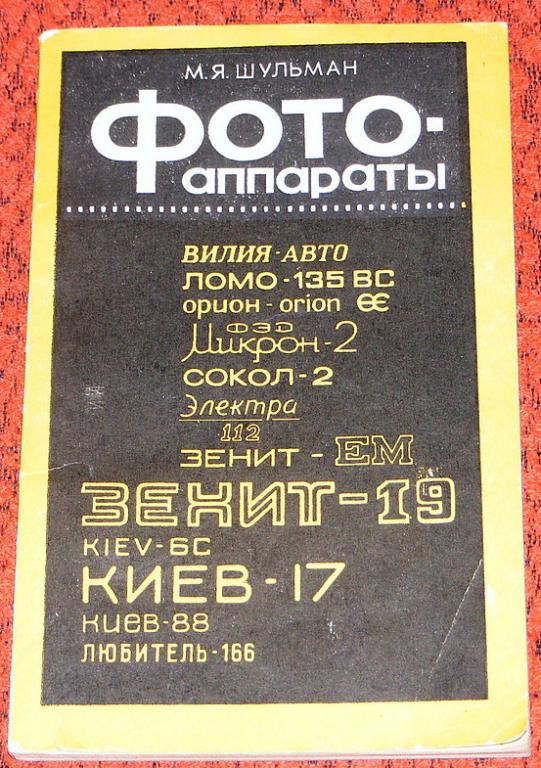 М.Я. ШУЛЬМАН
ФОТО-
аппараты
ВИЛИЯ-АВТО
ЛОМО-135 ВС
орион-orion ЕЕ
ФЭД
Микрон-2
СОКОЛ-2
Электра
112
ЗЕНИТ-ЕМ
ЗЕНИТ-19
KIEV-6C
КИЕВ-17
Киев-88
ЛЮБИТЕЛЬ-166